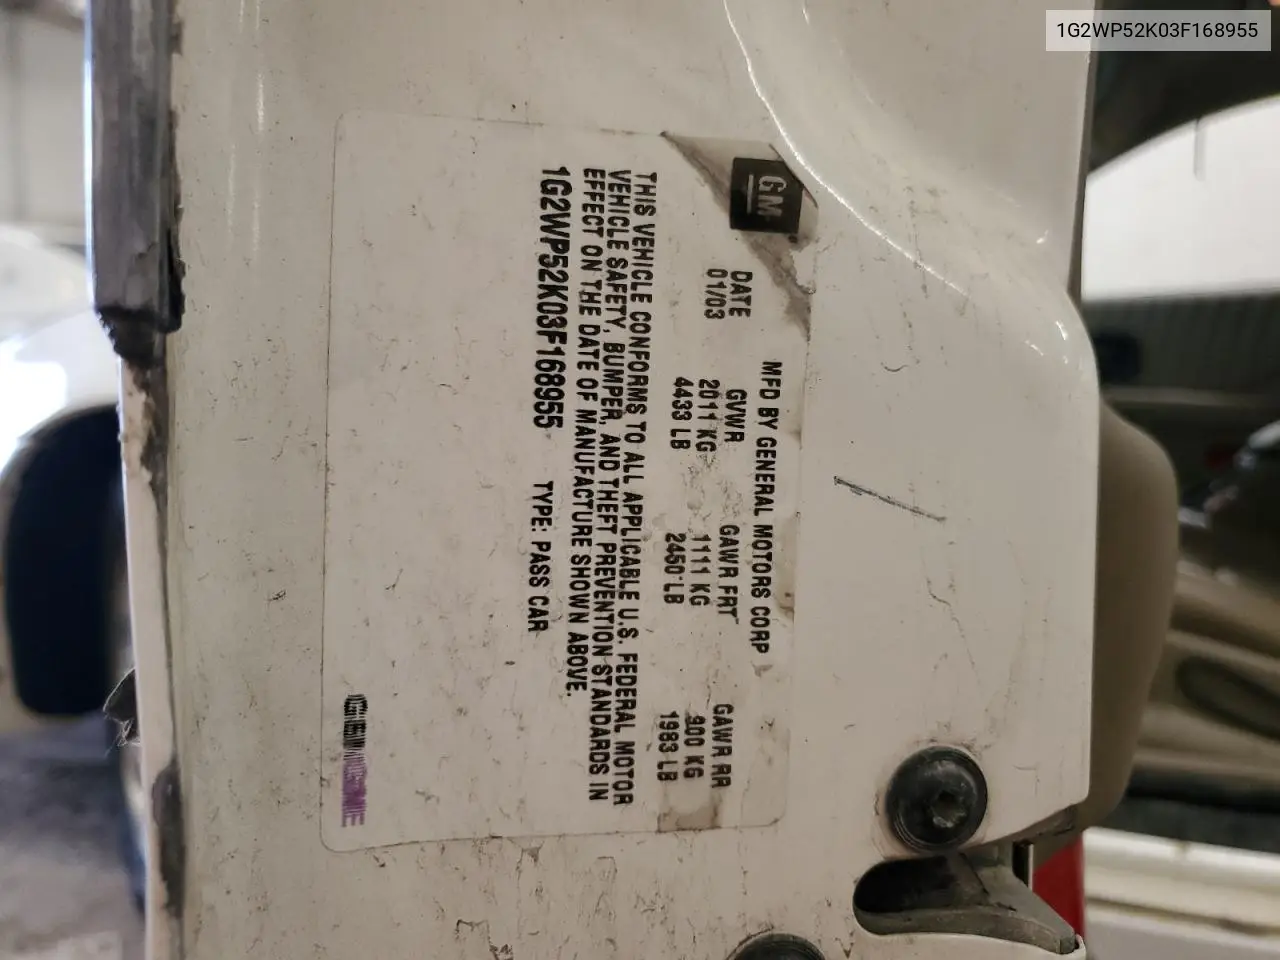 1G2WP52K03F168955
GM
MFD BY GENERAL MOTORS CORP
DATE GVWR GAWR FRT GAWR RR
01/03 2011 KG 1111 KG 900 KG
4433 LB 2450 LB 1983 LB
THIS VEHICLE CONFORMS TO ALL APPLICABLE U.S. FEDERAL MOTOR
VEHICLE SAFETY, BUMPER, AND THEFT PREVENTION STANDARDS IN
EFFECT ON THE DATE OF MANUFACTURE SHOWN ABOVE.
1G2WP52K03F168955 TYPE: PASS CAR